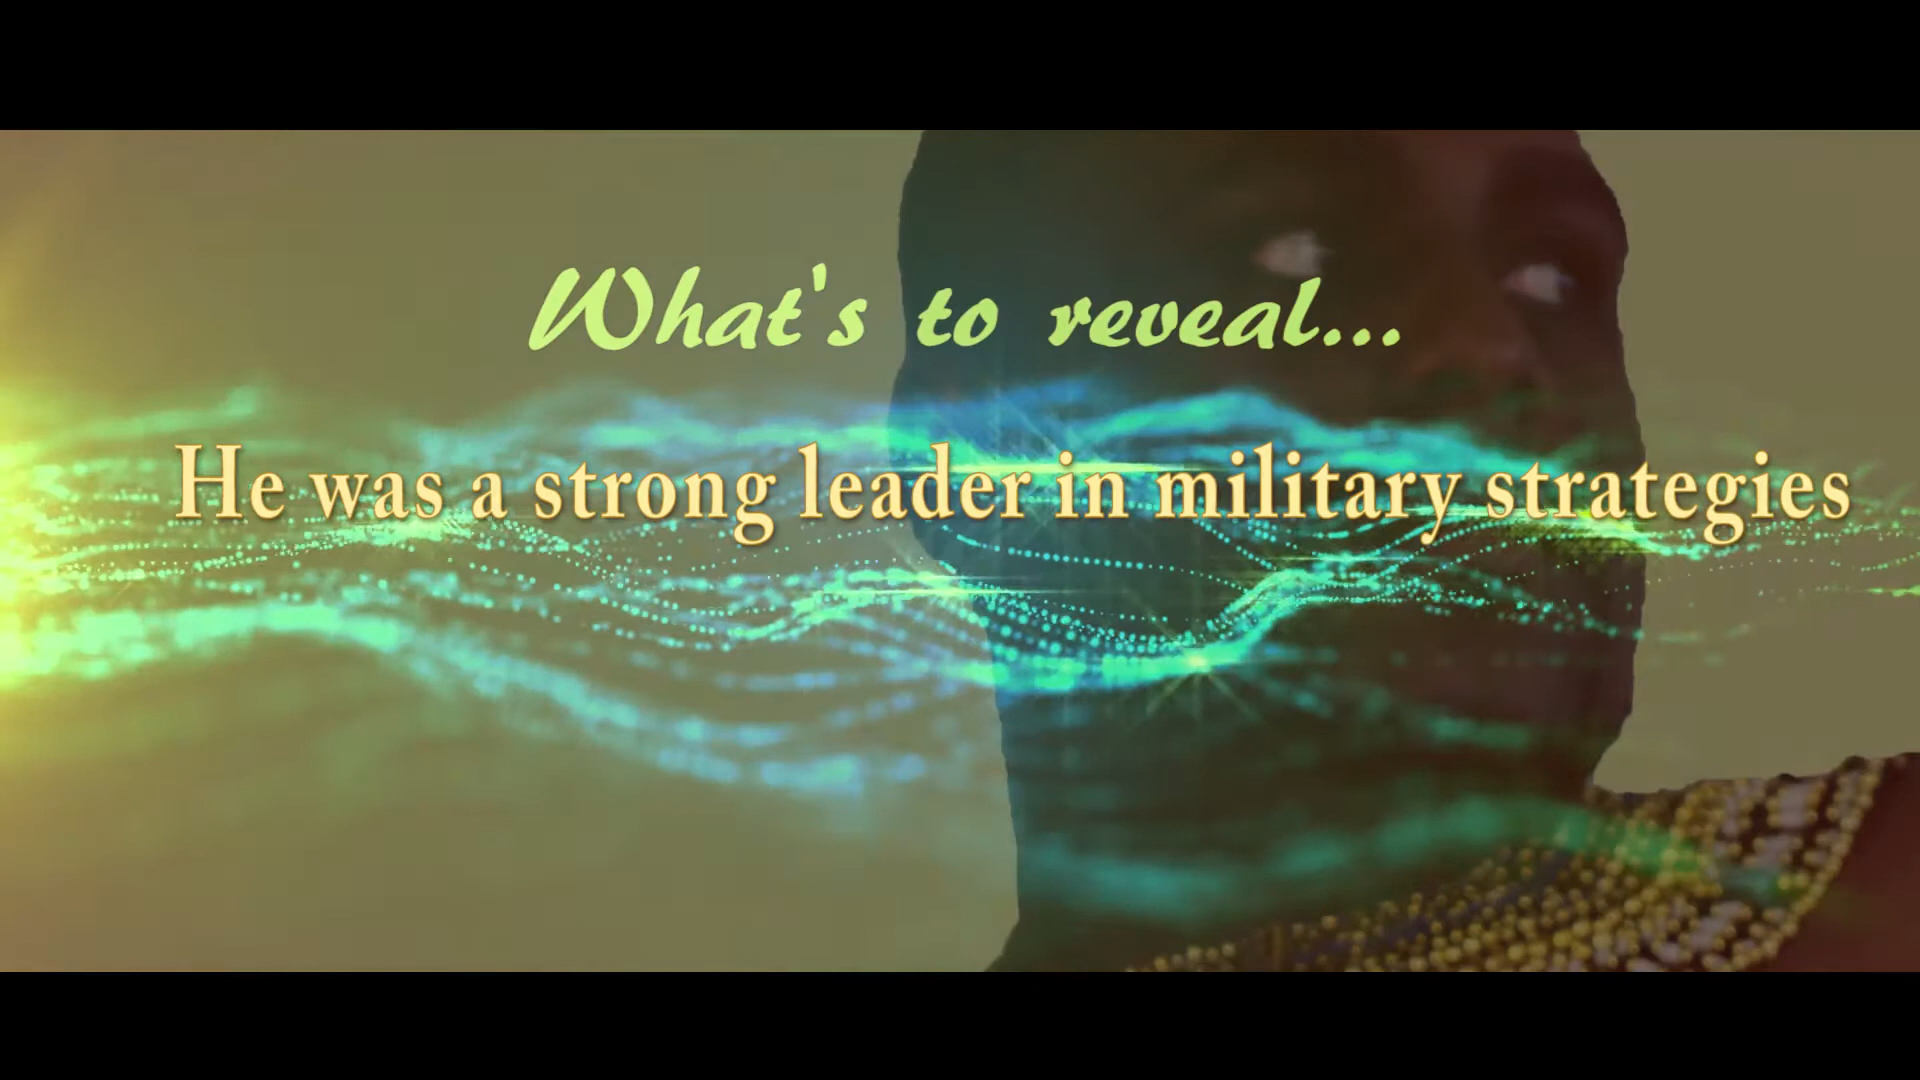 What's to reveal...
He was a strong leader in military strategies